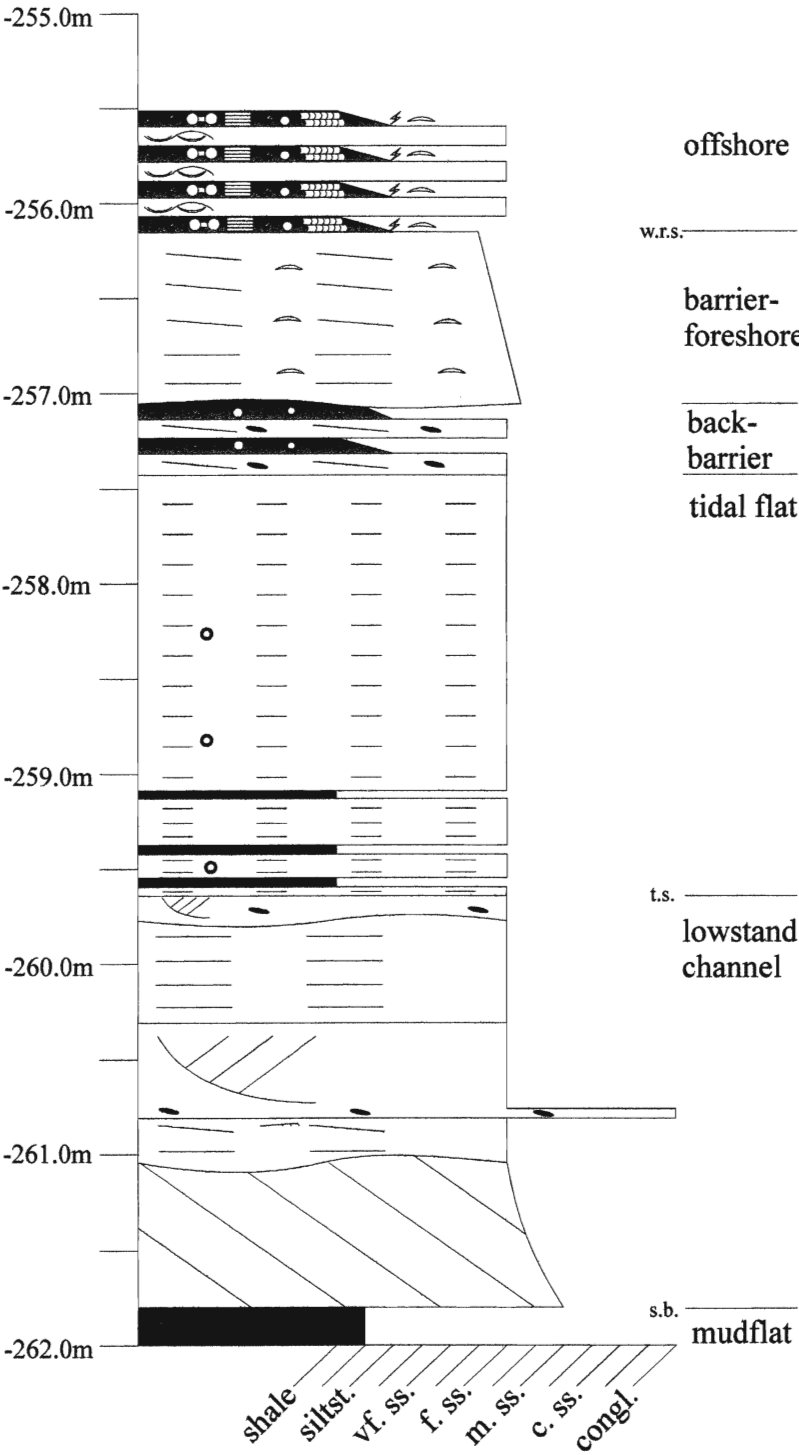 -255.0m
offshore
-256.0m
w.r.s.
barrier-
foreshore
-257.0m
back-
barrier
tidal flat
-258.0m
-259.0m
t.s.
lowstand
channel
-260.0m
-261.0m
s.b.
mudflat
-262.0m
shale
siltst.
vf. ss.
f. ss.
m. ss.
c. ss.
congl.